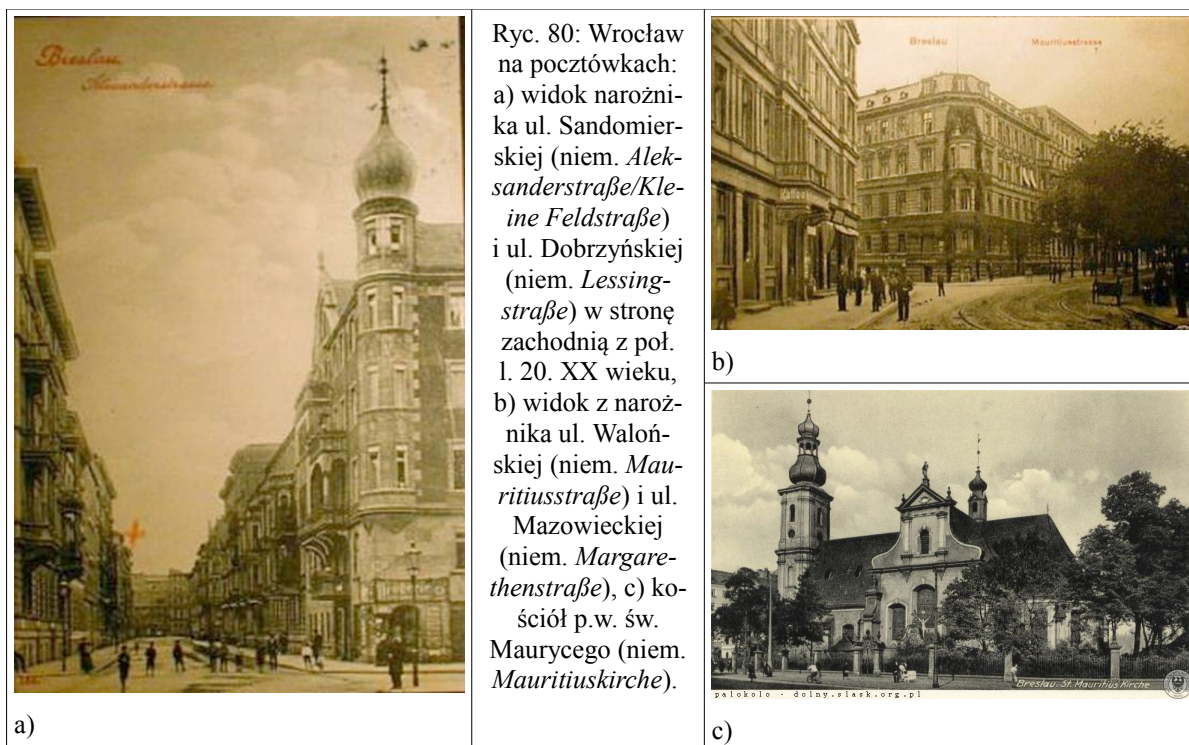 Breslau.
Alexanderstrasse.
a)
Ryc. 80: Wrocław
na pocztówkach:
a) widok narożni-
ka ul. Sandomier-
skiej (niem. Alek-
sanderstraße/Kle-
ine Feldstraße)
i ul. Dobrzyńskiej
(niem. Lessing-
straße) w stronę
zachodnią z poł.
l. 20. XX wieku,
b) widok z naroż-
nika ul. Waloń-
skiej (niem. Mau-
ritiusstraße) i ul.
Mazowieckiej
(niem. Margare-
thenstraße), c) ko-
ściół p.w. św.
Maurycego (niem.
Mauritiuskirche).
Breslau Mauritiusstrasse
b)
Breslau. St. Mauritius Kirche
palokolo - dolny.slask.org.pl
c)